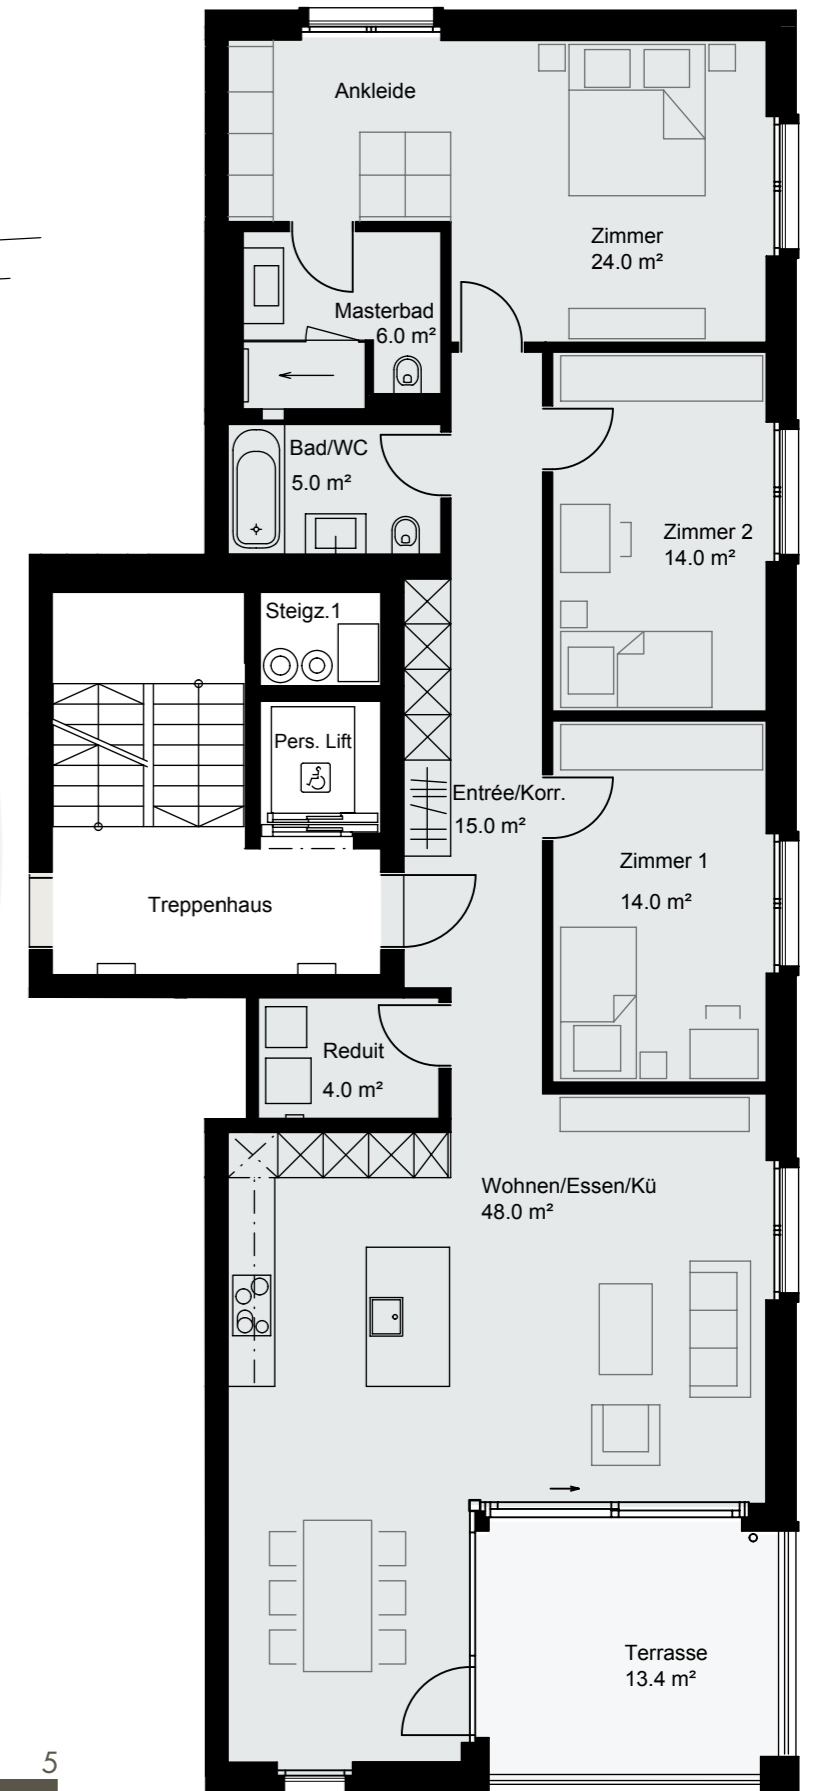 Ankleide
Zimmer
24.0 m²
Masterbad
6.0 m²
Bad/WC
5.0 m²
Zimmer 2
14.0 m²
Steigz.1
Pers. Lift
Entrée/Korr.
15.0 m²
Zimmer 1
14.0 m²
Treppenhaus
Reduit
4.0 m²
Wohnen/Essen/Kü
48.0 m²
Terrasse
13.4 m²
5